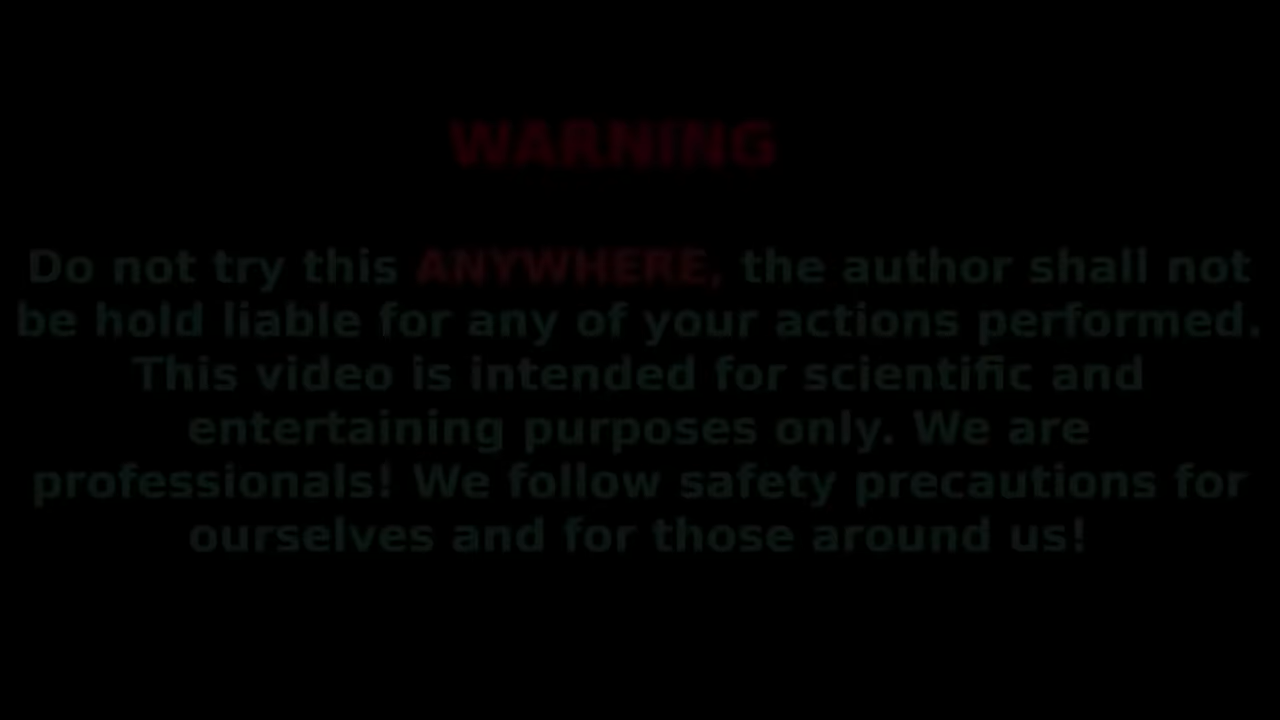 WARNING
Do not try this ANYWHERE, the author shall not
be hold liable for any of your actions performed.
This video is intended for scientific and
entertaining purposes only. We are
professionals! We follow safety precautions for
ourselves and for those around us!